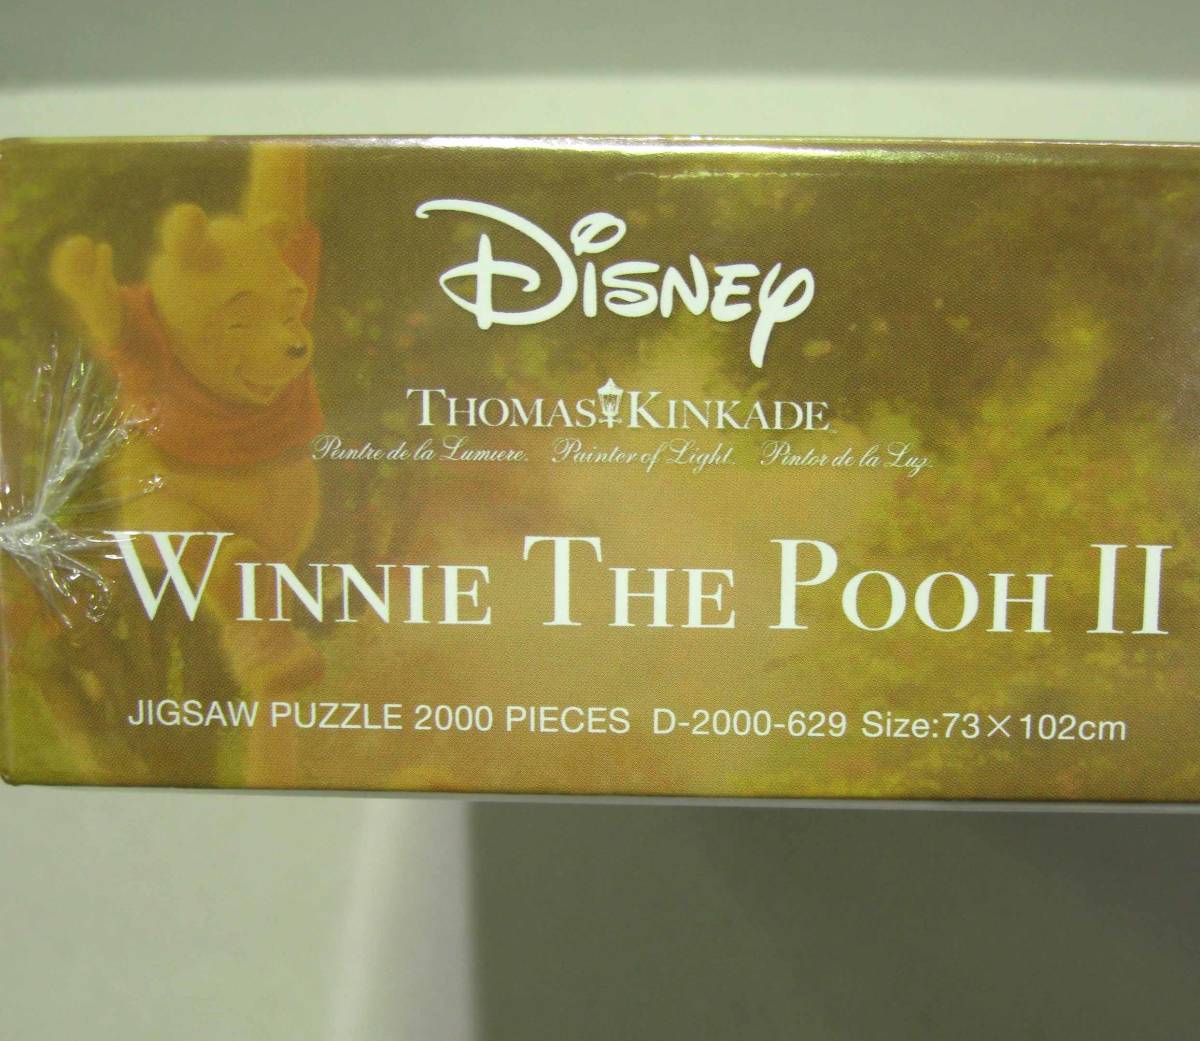 Disney
THOMAS KINKADE
Peintre de la Lumiere. Painter of Light. Pintor de la Luz.
WINNIE THE POOH II
JIGSAW PUZZLE 2000 PIECES D-2000-629 Size:73×102cm